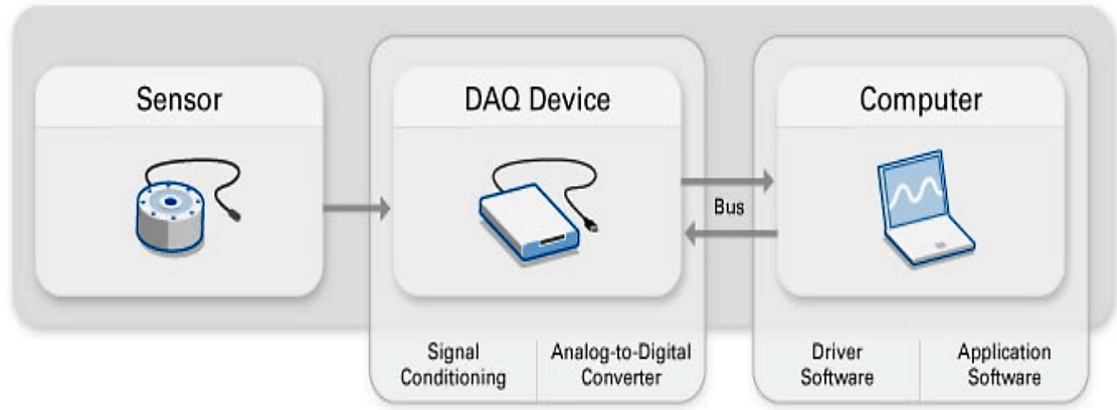 Sensor
DAQ Device
Computer
Bus
Signal
Conditioning
Analog-to-Digital
Converter
Driver
Software
Application
Software